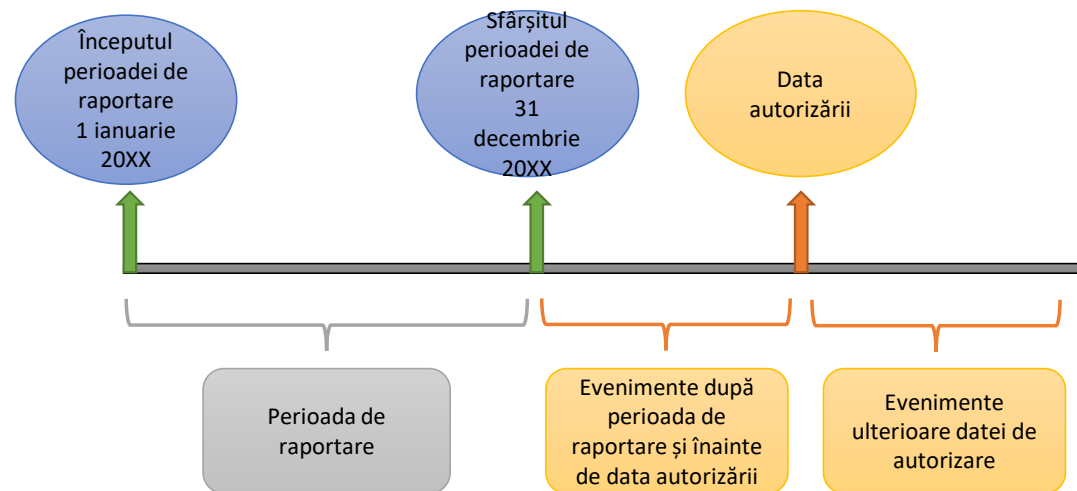 Începutul
perioadei de
raportare
1 ianuarie
20XX
Sfârșitul
perioadei de
raportare
31
decembrie
20XX
Data
autorizării
Perioada de
raportare
Evenimente după
perioada de
raportare și înainte
de data autorizării
Evenimente
ulterioare datei de
autorizare